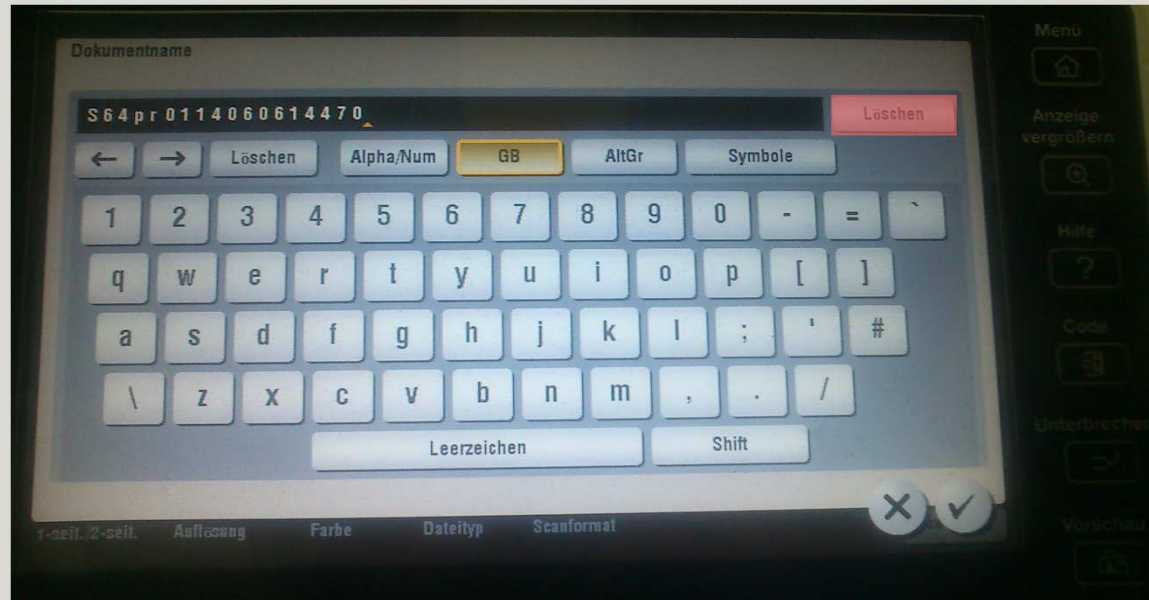 Menü
Dokumentname
S64pr0114060614470
Löschen
Anzeige
vergrößern
← → Löschen Alpha/Num GB AltGr Symbole
1 2 3 4 5 6 7 8 9 0 - = `
Hilfe
?
q w e r t y u i o p [ ]
a s d f g h j k l ; ' #
Code
\ z x c v b n m , . /
Unterbrechen
Leerzeichen Shift
1-seit./2-seit. Auflösung Farbe Dateityp Scanformat
Vorschau